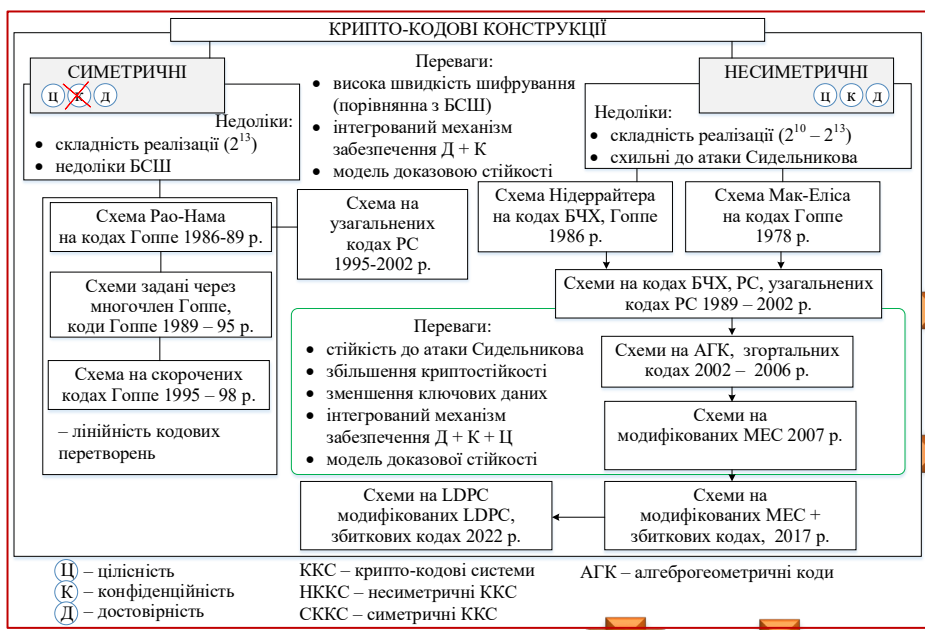 КРИПТО-КОДОВІ КОНСТРУКЦІЇ
СИМЕТРИЧНІ
Ц К Д
Недоліки:
• складність реалізації (2¹³)
• недоліки БСШ
Переваги:
• висока швидкість шифрування
(порівнянна з БСШ)
• інтегрований механізм
забезпечення Д + К
• модель доказовою стійкості
НЕСИМЕТРИЧНІ
Ц К Д
Недоліки:
• складність реалізації (2¹⁰ – 2¹³)
• схильні до атаки Сидельникова
Схема Рао-Нама
на кодах Гоппе 1986-89 р.
Схема на
узагальнених
кодах РС
1995-2002 р.
Схема Нідеррайтера
на кодах БЧХ, Гоппе
1986 р.
Схема Мак-Еліса
на кодах Гоппе
1978 р.
Схеми задані через
многочлен Гоппе,
коди Гоппе 1989 – 95 р.
Схема на скорочених
кодах Гоппе 1995 – 98 р.
– лінійність кодових
перетворень
Схеми на кодах БЧХ, РС, узагальнених
кодах РС 1989 – 2002 р.
Переваги:
• стійкість до атаки Сидельникова
• збільшення криптостійкості
• зменшення ключових даних
• інтегрований механізм
забезпечення Д + К + Ц
• модель доказової стійкості
Схеми на АГК, згортальних
кодах 2002 – 2006 р.
Схеми на
модифікованих МЕС 2007 р.
Схеми на LDPC
модифікованих LDPC,
збиткових кодах 2022 р.
Схеми на
модифікованих МЕС +
збиткових кодах, 2017 р.
Ц – цілісність
К – конфіденційність
Д – достовірність
ККС – крипто-кодові системи
НККС – несиметричні ККС
СККС – симетричні ККС
АГК – алгеброгеометричні коди